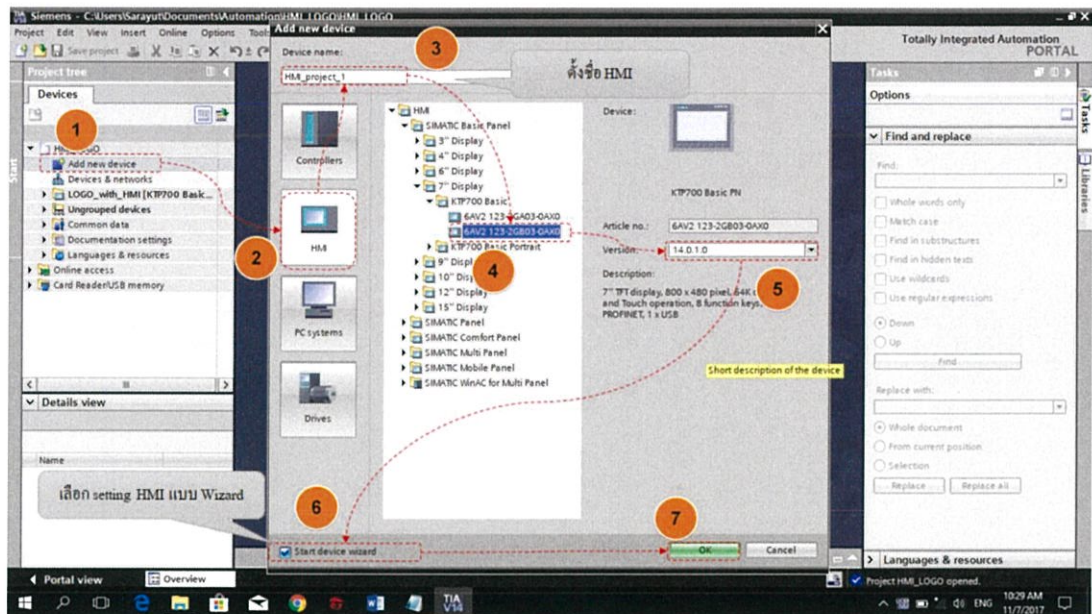 Siemens - C:\Users\Sarayut\Documents\Automation\HMI_LOGO\HMI_LOGO
Project Edit View Insert Online Options Tools
Save project
Totally Integrated Automation
PORTAL
Project tree
Devices
1
Add new device
Devices & networks
LOGO_with_HMI [KTP700 Basic...
Ungrouped devices
Common data
Documentation settings
Languages & resources
Online access
Card Reader/USB memory
Start
Details view
Name
เลือก setting HMI แบบ Wizard
Add new device
Device name:
3
HMI_project_1
ตั้งชื่อ HMI
Controllers
2
HMI
PC systems
Drives
HMI
SIMATIC Basic Panel
3" Display
4" Display
6" Display
7" Display
KTP700 Basic
6AV2 123-2GA03-0AX0
6AV2 123-2GB03-0AX0
KTP700 Basic Portrait
4
9" Display
10" Display
12" Display
15" Display
SIMATIC Panel
SIMATIC Comfort Panel
SIMATIC Multi Panel
SIMATIC Mobile Panel
SIMATIC WinAC for Multi Panel
Device:
KTP700 Basic PN
Article no.: 6AV2 123-2GB03-0AX0
Version: 14.0.1.0
5
Description:
7" TFT display, 800 x 480 pixel, 64K
and Touch operation, 8 function keys,
PROFINET, 1 x USB
Short description of the device
6
Start device wizard
7
OK
Cancel
Tasks
Options
Find and replace
Find:
Whole words only
Match case
Find in substructures
Find in hidden texts
Use wildcards
Use regular expressions
Down
Up
Find
Replace with:
Whole document
From current position
Selection
Replace
Replace all
Languages & resources
Tasks
Libraries
Portal view
Overview
Project HMI_LOGO opened.
TIA
V14
ENG
10:29 AM
11/7/2017